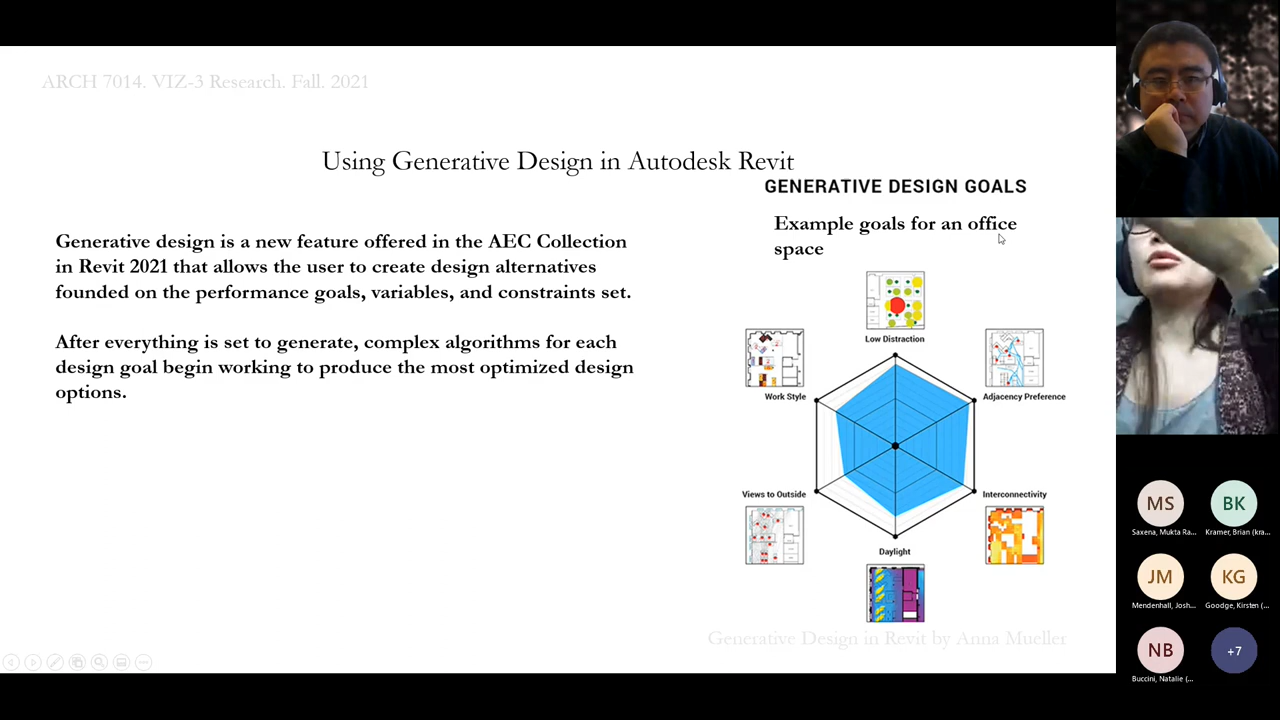 ARCH 7014. VIZ-3 Research. Fall. 2021
Using Generative Design in Autodesk Revit
Generative design is a new feature offered in the AEC Collection
in Revit 2021 that allows the user to create design alternatives
founded on the performance goals, variables, and constraints set.
After everything is set to generate, complex algorithms for each
design goal begin working to produce the most optimized design
options.
GENERATIVE DESIGN GOALS
Example goals for an office
space
Low Distraction
Work Style
Adjacency Preference
Views to Outside
Interconnectivity
Daylight
Generative Design in Revit by Anna Mueller
MS
BK
Saxena, Mukta Ra...
Kramer, Brian (kra...
JM
KG
Mendenhall, Josh...
Goodge, Kirsten (...
NB
+7
Buccini, Natalie (...